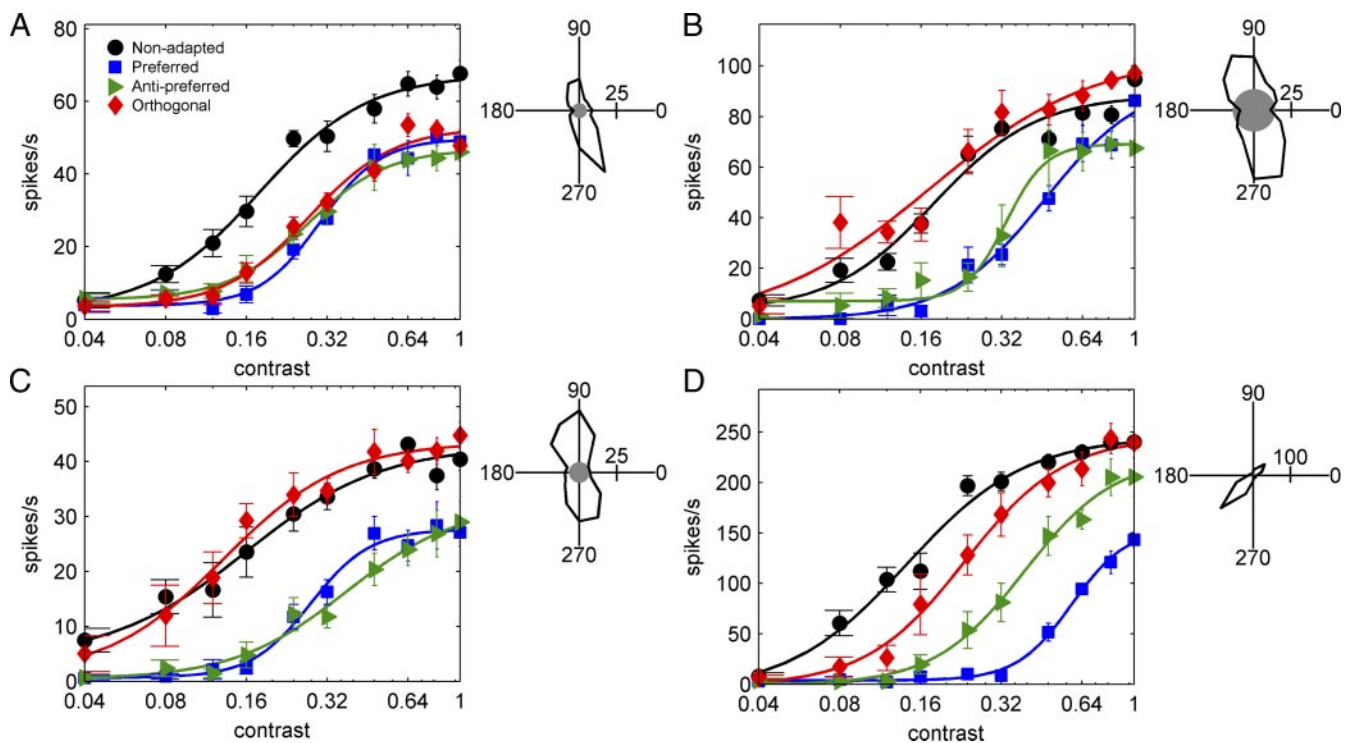 A
80
60
40
20
0
spikes/s
Non-adapted
Preferred
Anti-preferred
Orthogonal
0.04 0.08 0.16 0.32 0.64 1
contrast
90
180 25 0
270
B
100
80
60
40
20
0
spikes/s
0.04 0.08 0.16 0.32 0.64 1
contrast
90
180 25 0
270
C
50
40
30
20
10
0
spikes/s
0.04 0.08 0.16 0.32 0.64 1
contrast
90
180 25 0
270
D
250
200
150
100
50
0
spikes/s
0.04 0.08 0.16 0.32 0.64 1
contrast
90
180 100 0
270